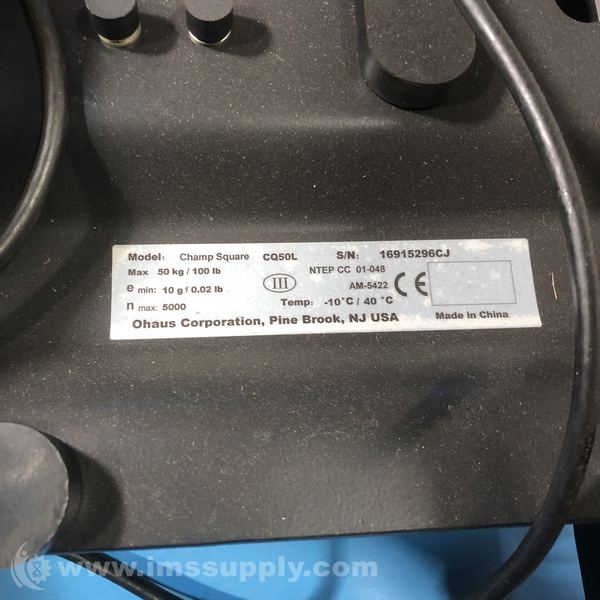 Model: Champ Square CQ50L S/N: 16915296CJ
Max 50 kg / 100 lb III NTEP CC 01-048
e min: 10 g / 0.02 lb AM-5422 CE
n max: 5000 Temp: -10°C / 40 °C
Ohaus Corporation, Pine Brook, NJ USA Made in China
www.imssupply.com